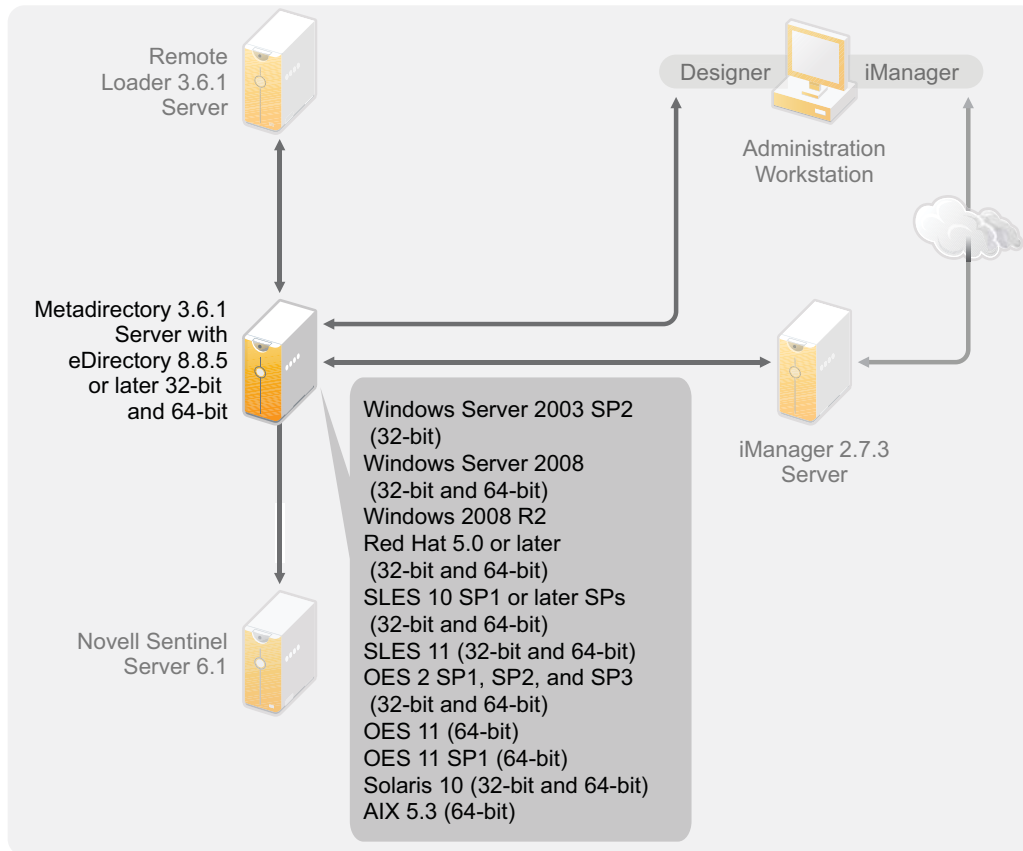 Remote
Loader 3.6.1
Server
Designer
iManager
Administration
Workstation
Metadirectory 3.6.1
Server with
eDirectory 8.8.5
or later 32-bit
and 64-bit
iManager 2.7.3
Server
Windows Server 2003 SP2
(32-bit)
Windows Server 2008
(32-bit and 64-bit)
Windows 2008 R2
Red Hat 5.0 or later
(32-bit and 64-bit)
SLES 10 SP1 or later SPs
(32-bit and 64-bit)
SLES 11 (32-bit and 64-bit)
OES 2 SP1, SP2, and SP3
(32-bit and 64-bit)
OES 11 (64-bit)
OES 11 SP1 (64-bit)
Solaris 10 (32-bit and 64-bit)
AIX 5.3 (64-bit)
Novell Sentinel
Server 6.1